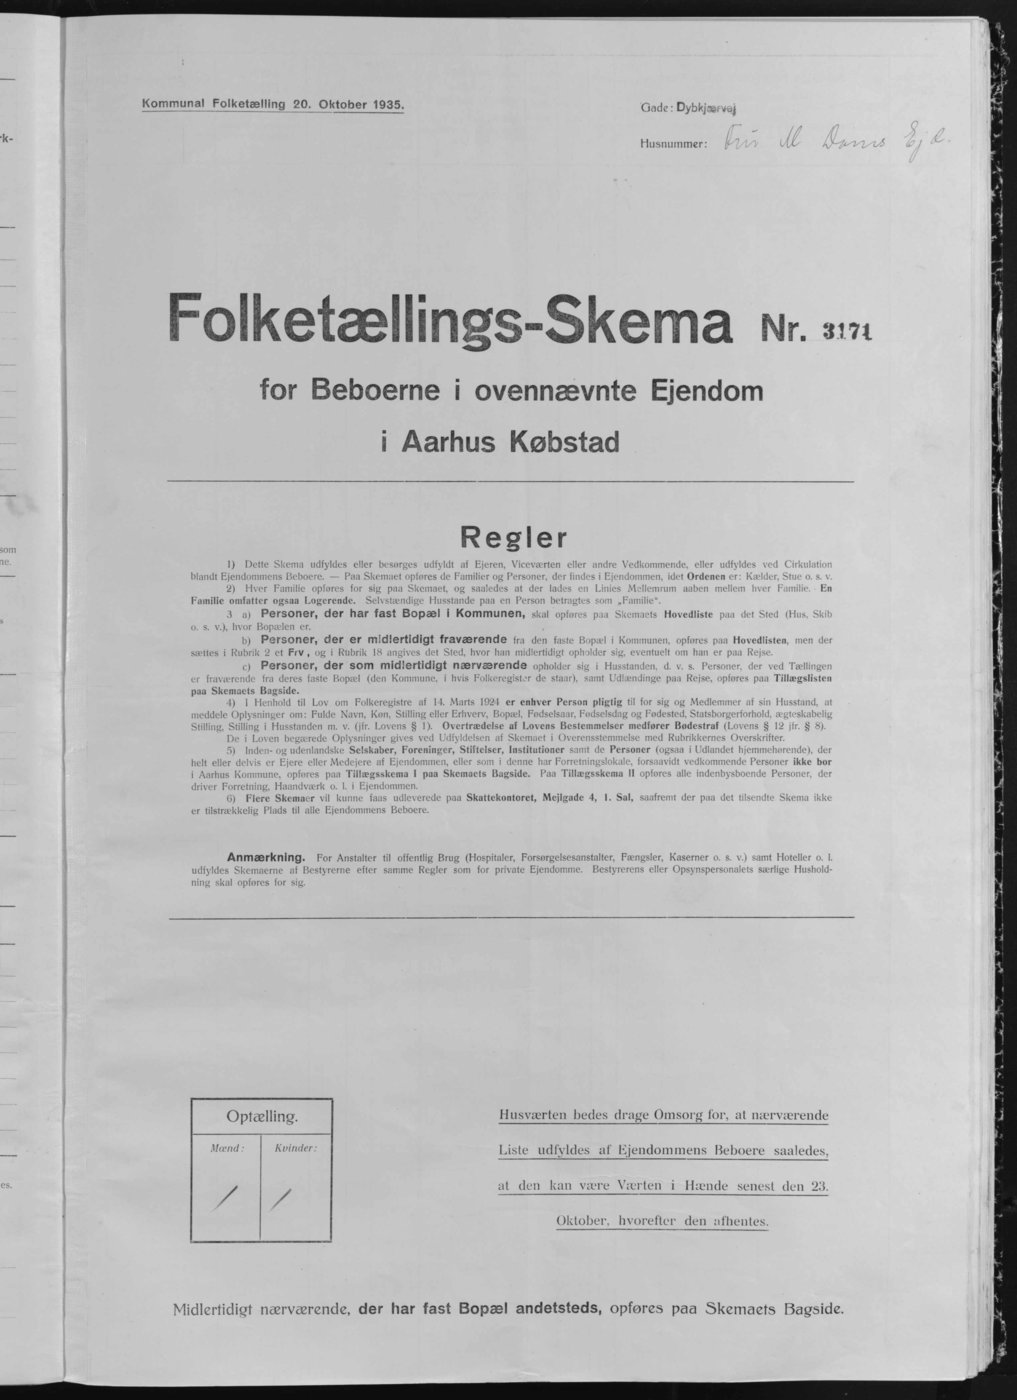 Kommunal Folketælling 20. Oktober 1935.
Gade: Dybkjærvej
Husnummer: Fru M Dams Ejd.
Folketællings-Skema Nr. 3171
for Beboerne i ovennævnte Ejendom
i Aarhus Købstad
Regler
1) Dette Skema udfyldes eller besørges udfyldt af Ejeren, Viceværten eller andre Vedkommende, eller udfyldes ved Cirkulation
blandt Ejendommens Beboere. — Paa Skemaet opføres de Familier og Personer, der findes i Ejendommen, idet Ordenen er: Kælder, Stue o. s. v.
2) Hver Familie opføres for sig paa Skemaet, og saaledes at der lades en Linies Mellemrum aaben mellem hver Familie. En
Familie omfatter ogsaa Logerende. Selvstændige Husstande paa en Person betragtes som „Familie“.
3 a) Personer, der har fast Bopæl i Kommunen, skal opføres paa Skemaets Hovedliste paa det Sted (Hus, Skib
o. s. v.), hvor Bopælen er.
b) Personer, der er midlertidigt fraværende fra den faste Bopæl i Kommunen, opføres paa Hovedlisten, men der
sættes i Rubrik 2 et Frv, og i Rubrik 18 angives det Sted, hvor han midlertidigt opholder sig, eventuelt om han er paa Rejse.
c) Personer, der som midlertidigt nærværende opholder sig i Husstanden, d. v. s. Personer, der ved Tællingen
er fraværende fra deres faste Bopæl (den Kommune, i hvis Folkeregister de staar), samt Udlændinge paa Rejse, opføres paa Tillægslisten
paa Skemaets Bagside.
4) I Henhold til Lov om Folkeregistre af 14. Marts 1924 er enhver Person pligtig til for sig og Medlemmer af sin Husstand, at
meddele Oplysninger om: Fulde Navn, Køn, Stilling eller Erhverv, Bopæl, Fødselsaar, Fødselsdag og Fødested, Statsborgerforhold, ægteskabelig
Stilling, Stilling i Husstanden m. v. (jfr. Lovens § 1). Overtrædelse af Lovens Bestemmelser medfører Bødestraf (Lovens § 12 jfr. § 8).
De i Loven begærede Oplysninger gives ved Udfyldelsen af Skemaet i Overensstemmelse med Rubrikkernes Overskrifter.
5) Inden- og udenlandske Selskaber, Foreninger, Stiftelser, Institutioner samt de Personer (ogsaa i Udlandet hjemmehørende), der
helt eller delvis er Ejere eller Medejere af Ejendommen, eller som i denne har Forretningslokale, forsaavidt vedkommende Personer ikke bor
i Aarhus Kommune, opføres paa Tillægsskema I paa Skemaets Bagside. Paa Tillægsskema II opføres alle indenbysboende Personer, der
driver Forretning, Haandværk o. l. i Ejendommen.
6) Flere Skemaer vil kunne faas udleverede paa Skattekontoret, Mejlgade 4, 1. Sal, saafremt der paa det tilsendte Skema ikke
er tilstrækkelig Plads til alle Ejendommens Beboere.
Anmærkning. For Anstalter til offentlig Brug (Hospitaler, Forsørgelsesanstalter, Fængsler, Kaserner o. s. v.) samt Hoteller o. l.
udfyldes Skemaerne af Bestyrerne efter samme Regler som for private Ejendomme. Bestyrerens eller Opsynspersonalets særlige Hushold-
ning skal opføres for sig.
Optælling.
Mænd: Kvinder:
/ /
Husværten bedes drage Omsorg for, at nærværende
Liste udfyldes af Ejendommens Beboere saaledes,
at den kan være Værten i Hænde senest den 23.
Oktober, hvorefter den afhentes.
Midlertidigt nærværende, der har fast Bopæl andetsteds, opføres paa Skemaets Bagside.